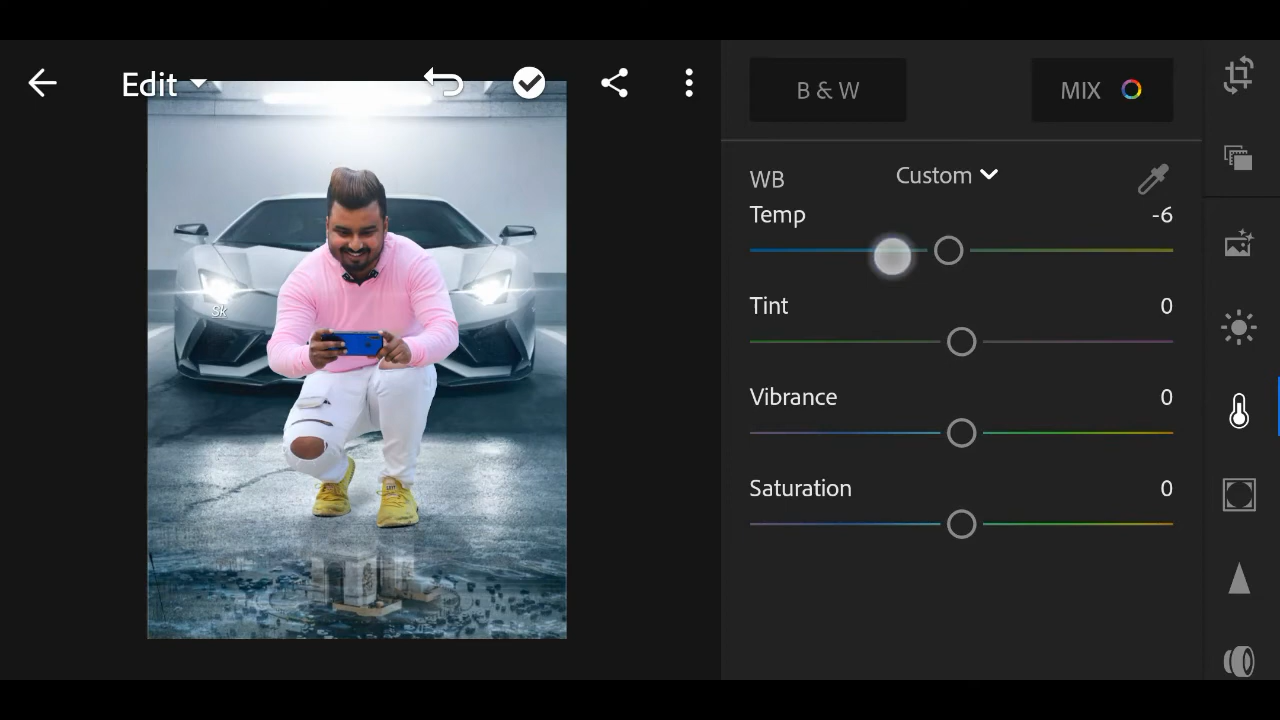 Edit
B & W
MIX
WB
Custom
Temp
-6
Tint
0
Vibrance
0
Saturation
0
Sk